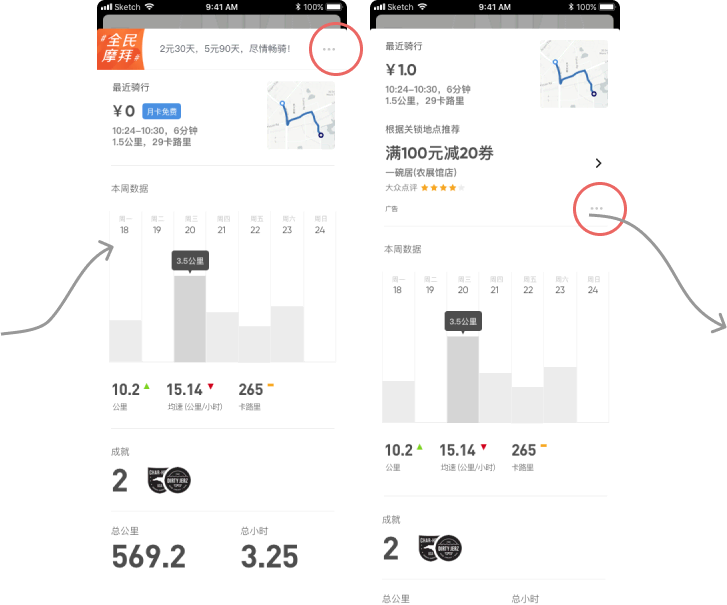 Sketch 9:41 AM 100%
全民
摩拜
2元30天，5元90天，尽情畅骑！
最近骑行
¥0 月卡免费
10:24–10:30，6分钟
1.5公里，29卡路里
本周数据
周一 周二 周三 周四 周五 周六 周日
18 19 20 21 22 23 24
3.5公里
10.2 15.14 265
公里 均速 (公里/小时) 卡路里
成就
2
DIRTY JERZ
总公里 总小时
569.2 3.25
Sketch 9:41 AM 100%
最近骑行
¥1.0
10:24–10:30，6分钟
1.5公里，29卡路里
根据关锁地点推荐
满100元减20券
一碗居(农展馆店)
大众点评
广告
本周数据
周一 周二 周三 周四 周五 周六 周日
18 19 20 21 22 23 24
3.5公里
10.2 15.14 265
公里 均速 (公里/小时) 卡路里
成就
2
DIRTY JERZ
总公里 总小时